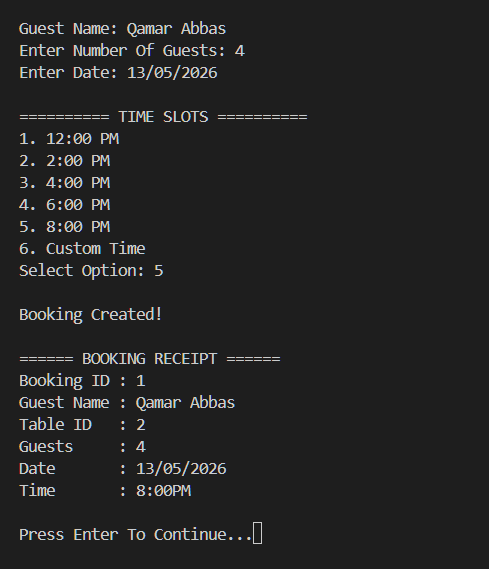 Guest Name: Qamar Abbas
Enter Number Of Guests: 4
Enter Date: 13/05/2026
========== TIME SLOTS ==========
1. 12:00 PM
2. 2:00 PM
3. 4:00 PM
4. 6:00 PM
5. 8:00 PM
6. Custom Time
Select Option: 5
Booking Created!
====== BOOKING RECEIPT ======
Booking ID : 1
Guest Name : Qamar Abbas
Table ID   : 2
Guests     : 4
Date       : 13/05/2026
Time       : 8:00PM
Press Enter To Continue...